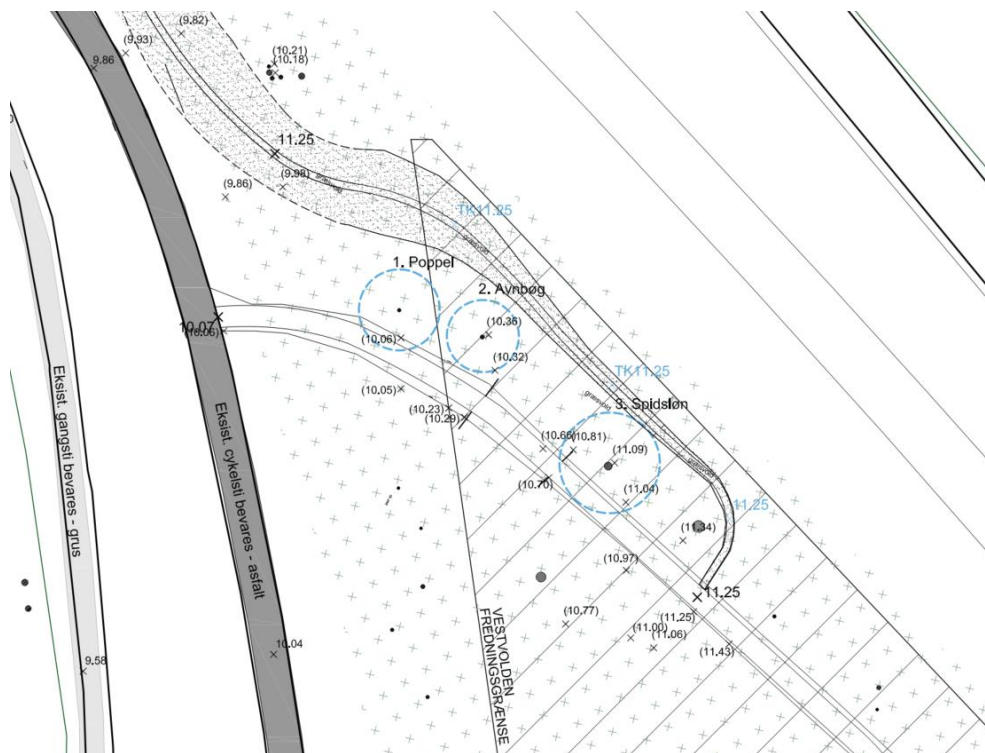 (9.82)
(9.93)
9.86
(10.21)
(10.18)
11.25
græsvold
(9.98)
(9.86)
TK11.25
græsvold
1. Poppel
2. Avnbøg
10.07
(10.36)
(10.06)
(10.32)
TK11.25
(10.05)
græsvold
3. Spidsløn
(10.23)
(10.29)
(10.66)
(10.81)
(11.09)
græsvold
(10.70)
(11.04)
11.25
(11.34)
Eksist. gangsti bevares - grus
Eksist. cykelsti bevares - asfalt
(10.97)
11.25
(11.25)
(10.77)
(11.00)
(11.06)
(11.43)
VESTVOLDEN
FREDNINGSGRÆNSE
10.04
9.58